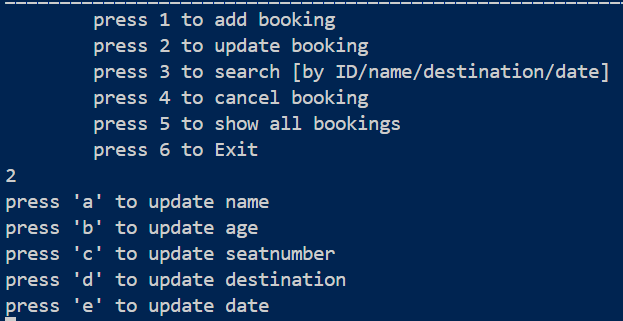 press 1 to add booking
press 2 to update booking
press 3 to search [by ID/name/destination/date]
press 4 to cancel booking
press 5 to show all bookings
press 6 to Exit
2
press 'a' to update name
press 'b' to update age
press 'c' to update seatnumber
press 'd' to update destination
press 'e' to update date